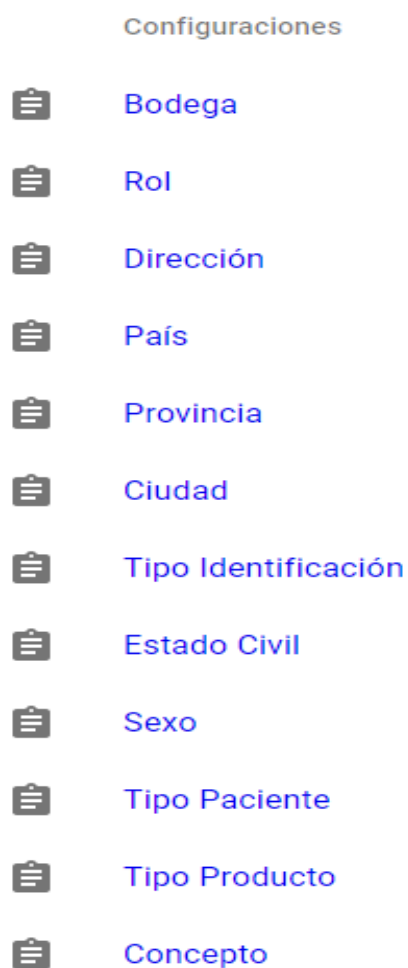 Configuraciones
Bodega
Rol
Dirección
País
Provincia
Ciudad
Tipo Identificación
Estado Civil
Sexo
Tipo Paciente
Tipo Producto
Concepto